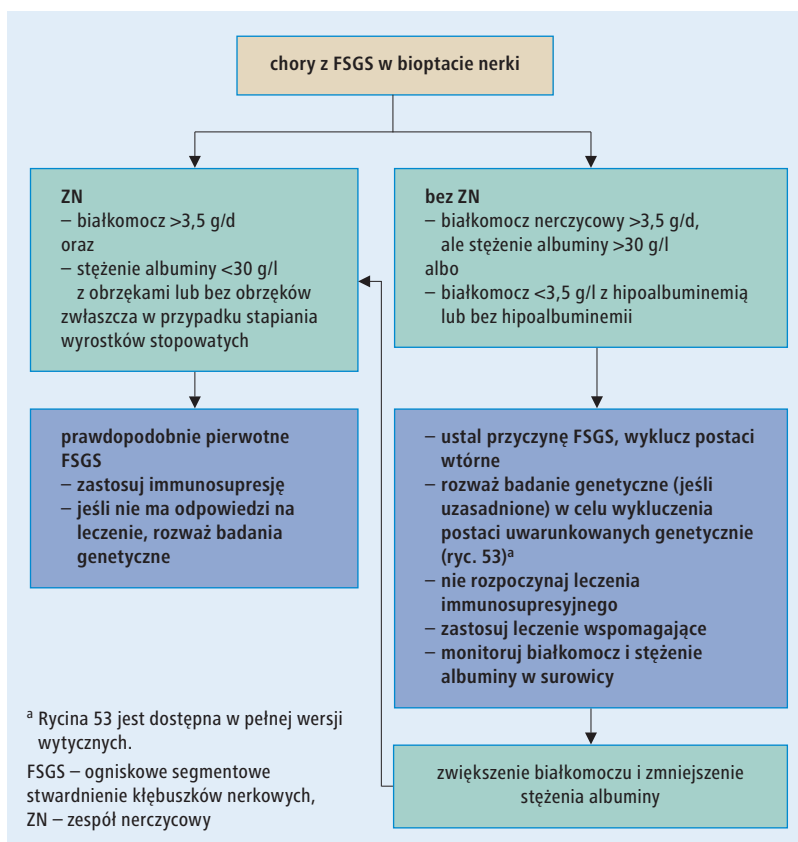 chory z FSGS w bioptacie nerki
ZN
– białkomocz >3,5 g/d
oraz
– stężenie albuminy <30 g/l
z obrzękami lub bez obrzęków
zwłaszcza w przypadku stapiania
wyrostków stopowatych
bez ZN
– białkomocz nerczycowy >3,5 g/d,
ale stężenie albuminy >30 g/l
albo
– białkomocz <3,5 g/l z hipoalbuminemią
lub bez hipoalbuminemii
prawdopodobnie pierwotne
FSGS
– zastosuj immunosupresję
– jeśli nie ma odpowiedzi na
leczenie, rozważ badania
genetyczne
– ustal przyczynę FSGS, wyklucz postaci
wtórne
– rozważ badanie genetyczne (jeśli
uzasadnione) w celu wykluczenia
postaci uwarunkowanych genetycznie
(ryc. 53)ᵃ
– nie rozpoczynaj leczenia
immunosupresyjnego
– zastosuj leczenie wspomagające
– monitoruj białkomocz i stężenie
albuminy w surowicy
zwiększenie białkomoczu i zmniejszenie
stężenia albuminy
ᵃ Rycina 53 jest dostępna w pełnej wersji
wytycznych.
FSGS – ogniskowe segmentowe
stwardnienie kłębuszków nerkowych,
ZN – zespół nerczycowy